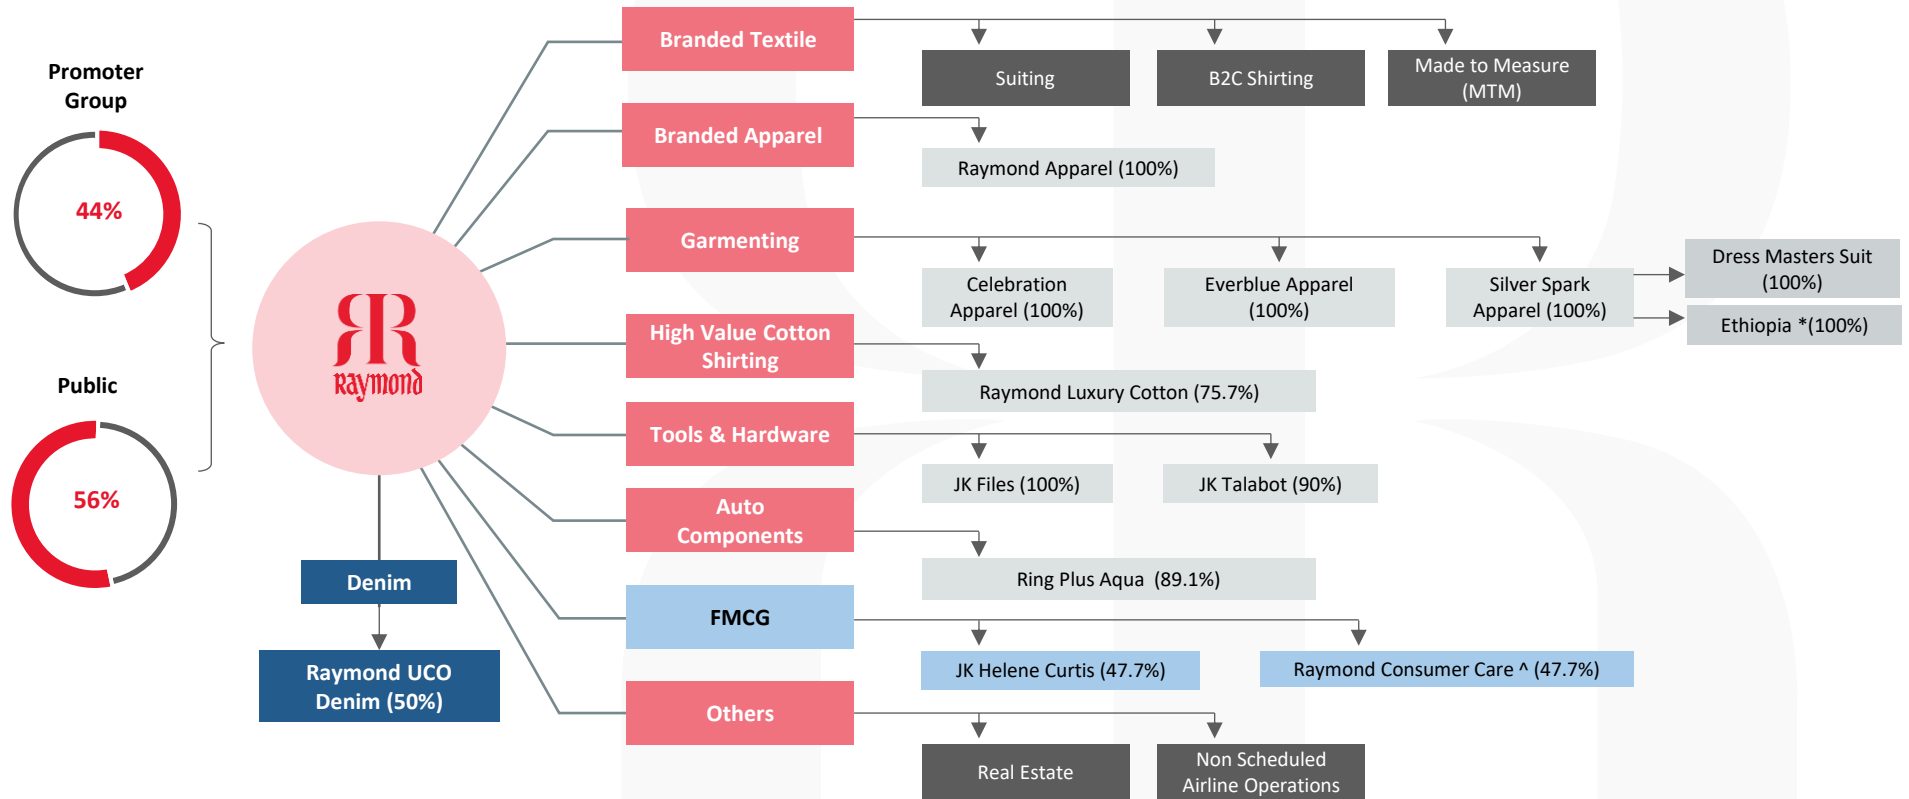 Promoter
Group
44%
Public
56%
Raymond
Denim
Raymond UCO
Denim (50%)
Branded Textile
Suiting
B2C Shirting
Made to Measure
(MTM)
Branded Apparel
Raymond Apparel (100%)
Garmenting
Celebration
Apparel (100%)
Everblue Apparel
(100%)
Silver Spark
Apparel (100%)
Dress Masters Suit
(100%)
Ethiopia *(100%)
High Value Cotton
Shirting
Raymond Luxury Cotton (75.7%)
Tools & Hardware
JK Files (100%)
JK Talabot (90%)
Auto
Components
Ring Plus Aqua (89.1%)
FMCG
JK Helene Curtis (47.7%)
Raymond Consumer Care ^ (47.7%)
Others
Real Estate
Non Scheduled
Airline Operations